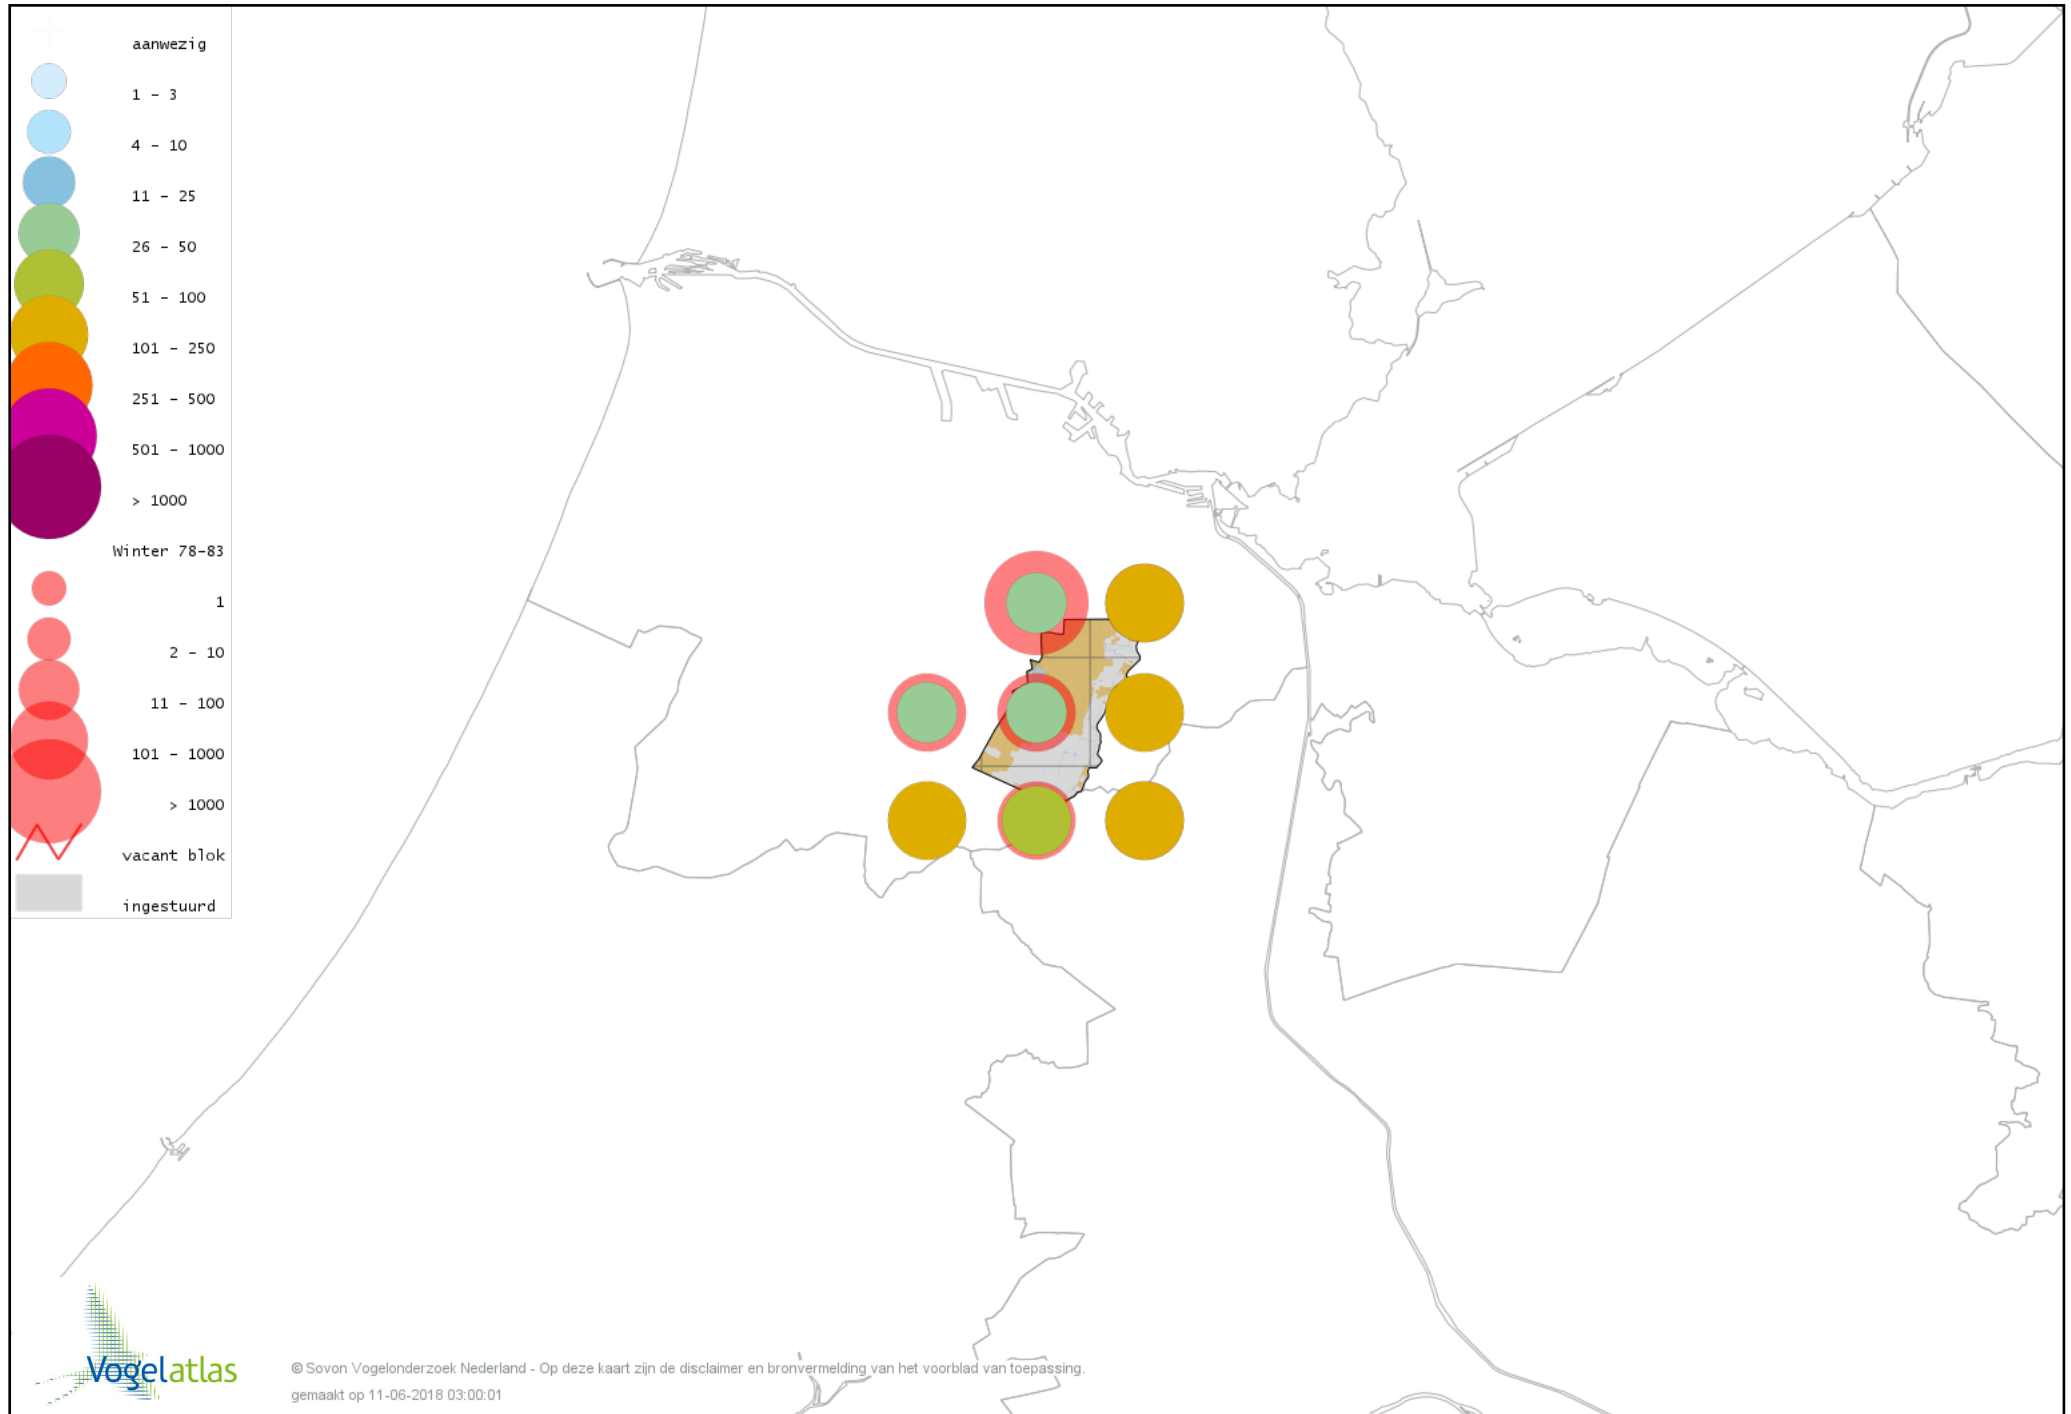 aanwezig
1 - 3
4 - 10
11 - 25
26 - 50
51 - 100
101 - 250
251 - 500
501 - 1000
> 1000
Winter 78-83
1
2 - 10
11 - 100
101 - 1000
> 1000
vacant blok
ingestuurd
Vogelatlas
© Sovon Vogelonderzoek Nederland - Op deze kaart zijn de disclaimer en bronvermelding van het voorblad van toepassing.
gemaakt op 11-06-2018 03:00:01